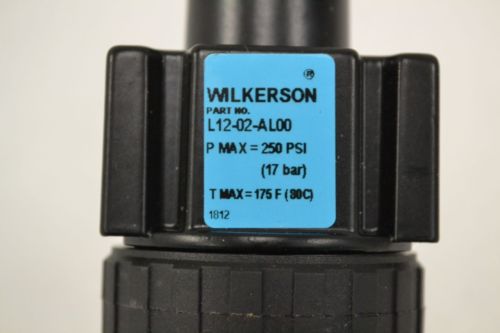 WILKERSON
PART NO.
L12-02-AL00
P MAX = 250 PSI
(17 bar)
T MAX = 175 F (80C)
1812